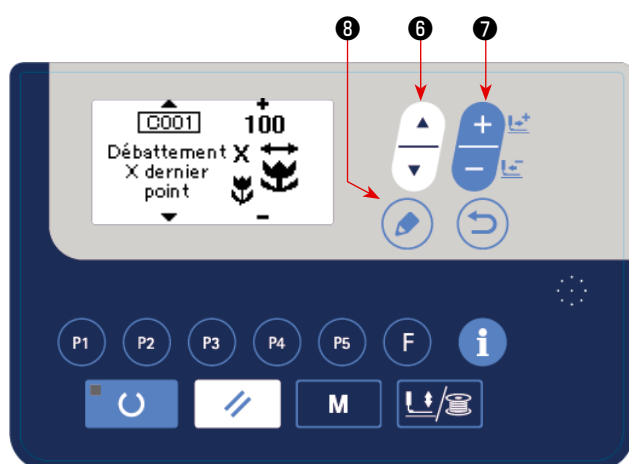 ❽ ❻ ❼
C001 + 100
Débattement X
X dernier
point
−
+
−
P1 P2 P3 P4 P5 F i
M